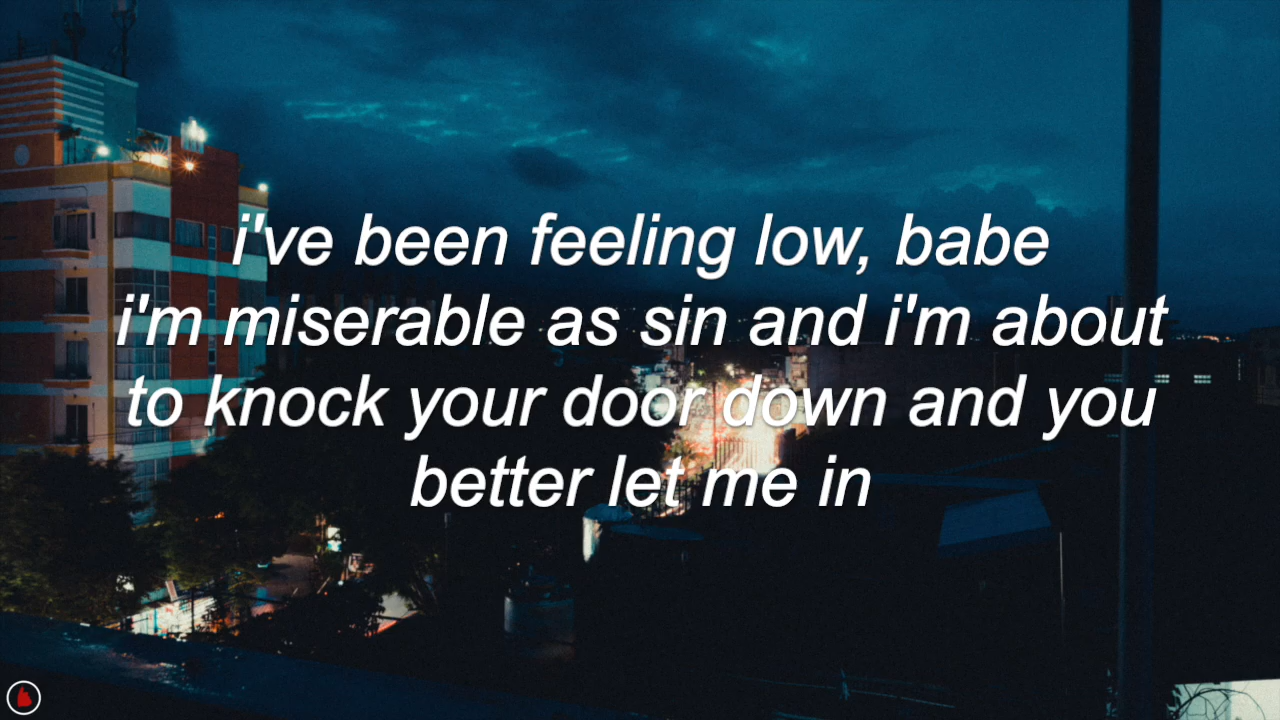 i've been feeling low, babe
i'm miserable as sin and i'm about
to knock your door down and you
better let me in